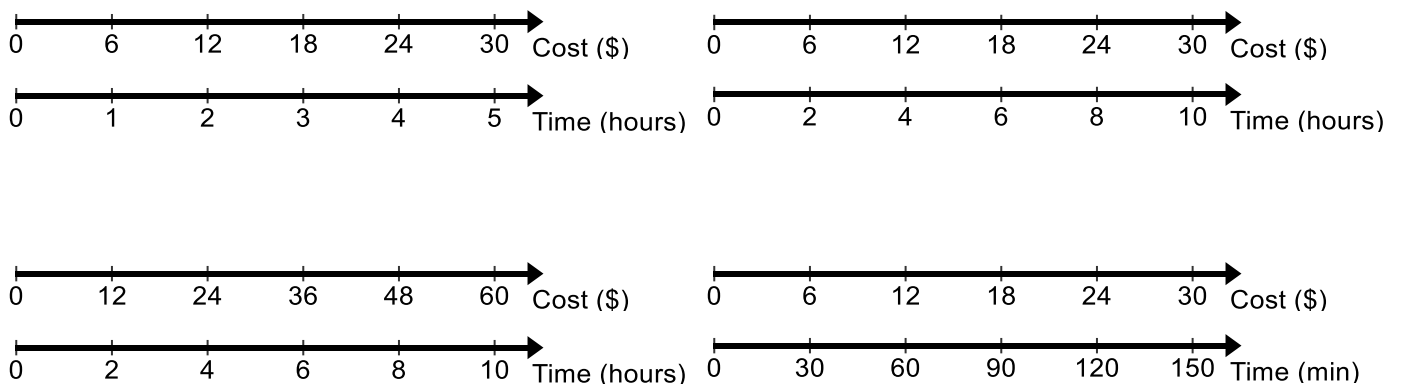 0 6 12 18 24 30 Cost ($)
0 1 2 3 4 5 Time (hours)
0 6 12 18 24 30 Cost ($)
0 2 4 6 8 10 Time (hours)
0 12 24 36 48 60 Cost ($)
0 2 4 6 8 10 Time (hours)
0 6 12 18 24 30 Cost ($)
0 30 60 90 120 150 Time (min)